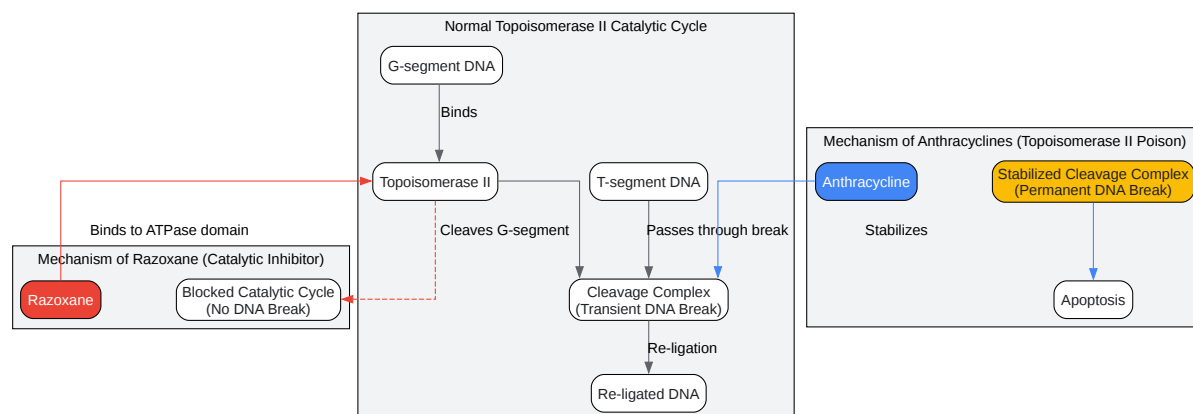 Normal Topoisomerase II Catalytic Cycle
G-segment DNA
Binds
Topoisomerase II
T-segment DNA
Cleaves G-segment
Passes through break
Cleavage Complex
(Transient DNA Break)
Re-ligation
Re-ligated DNA
Binds to ATPase domain
Mechanism of Razoxane (Catalytic Inhibitor)
Razoxane
Blocked Catalytic Cycle
(No DNA Break)
Mechanism of Anthracyclines (Topoisomerase II Poison)
Anthracycline
Stabilized Cleavage Complex
(Permanent DNA Break)
Stabilizes
Apoptosis